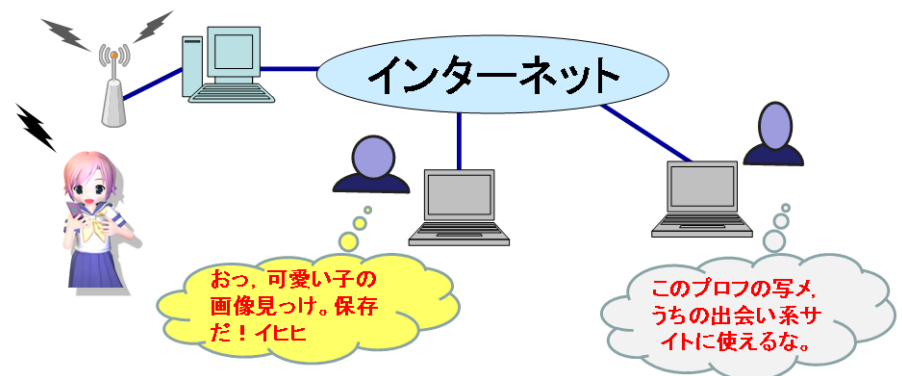 インターネット
おっ，可愛い子の
画像見っけ。保存
だ！イヒヒ
このプロフの写メ，
うちの出会い系サ
イトに使えるな。